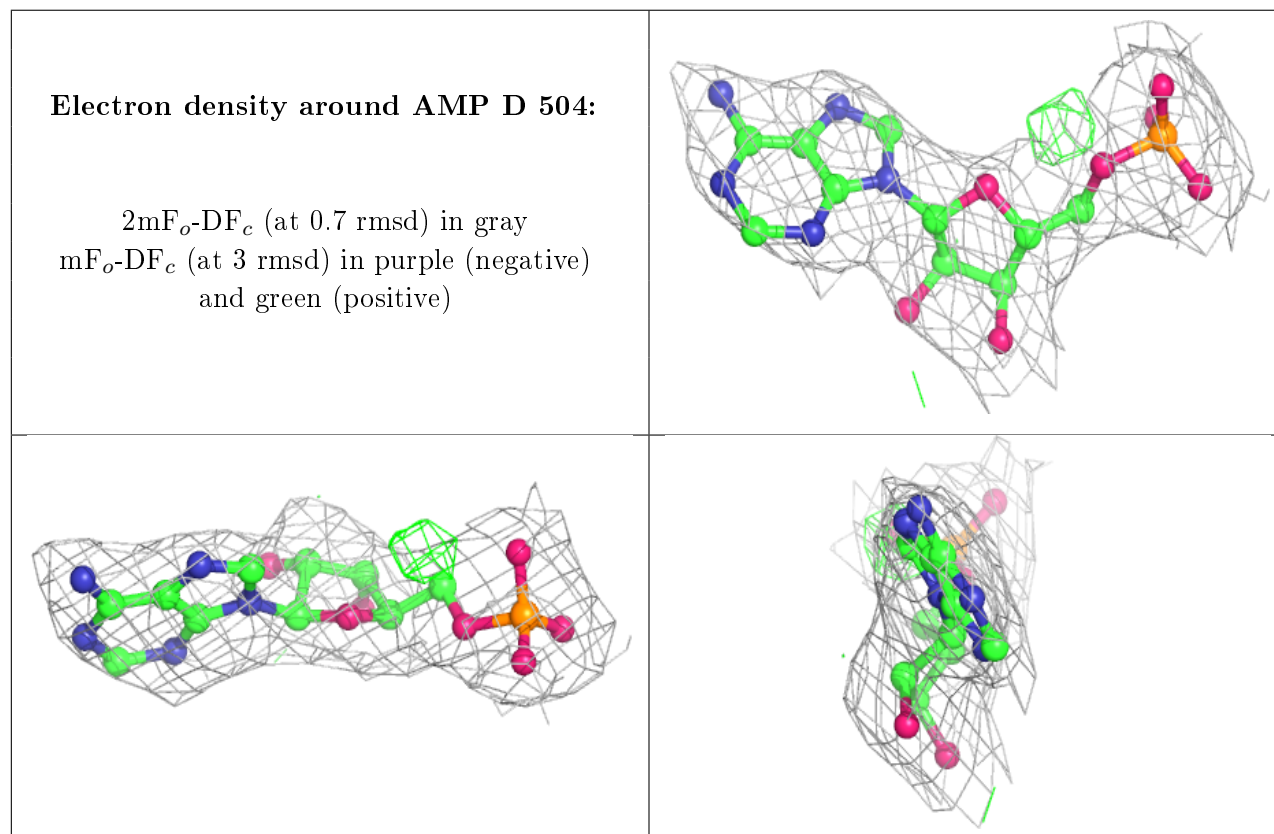 Electron density around AMP D 504:
2mFₒ-DF𝒸 (at 0.7 rmsd) in gray
mFₒ-DF𝒸 (at 3 rmsd) in purple (negative)
and green (positive)